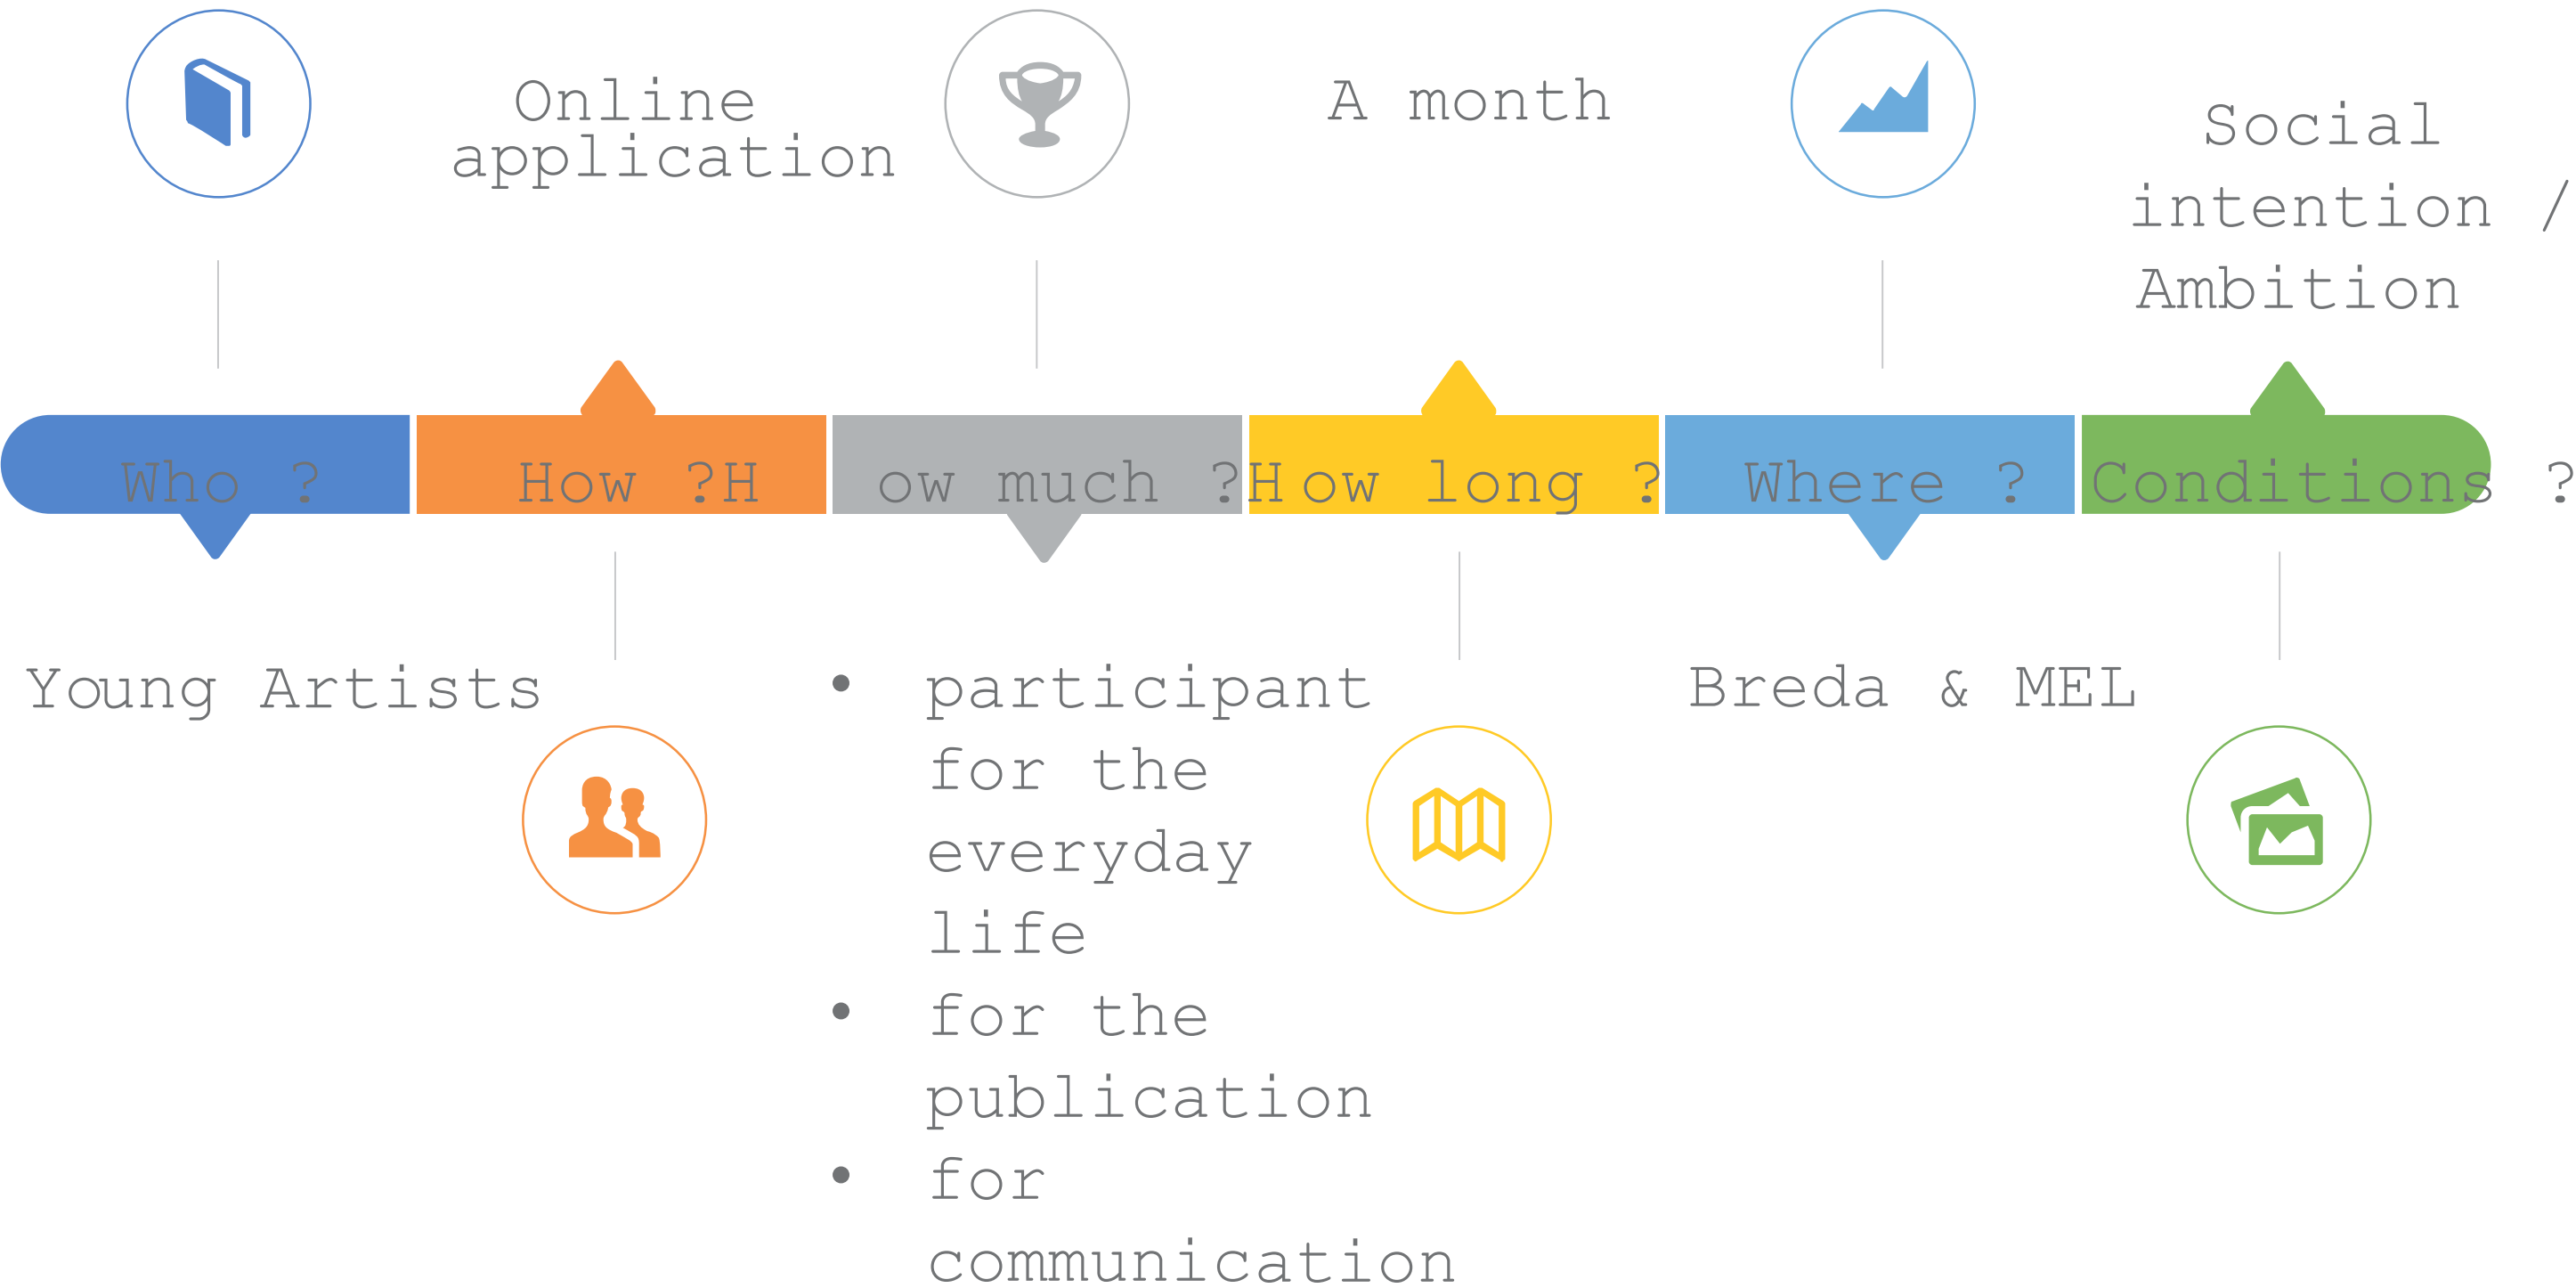 Online
application
A month
Social
intention /
Ambition
Who ? How ?H ow much ?H ow long ? Where ? Conditions ?
Young Artists
• participant
for the
everyday
life
• for the
publication
• for
communication
Breda & MEL